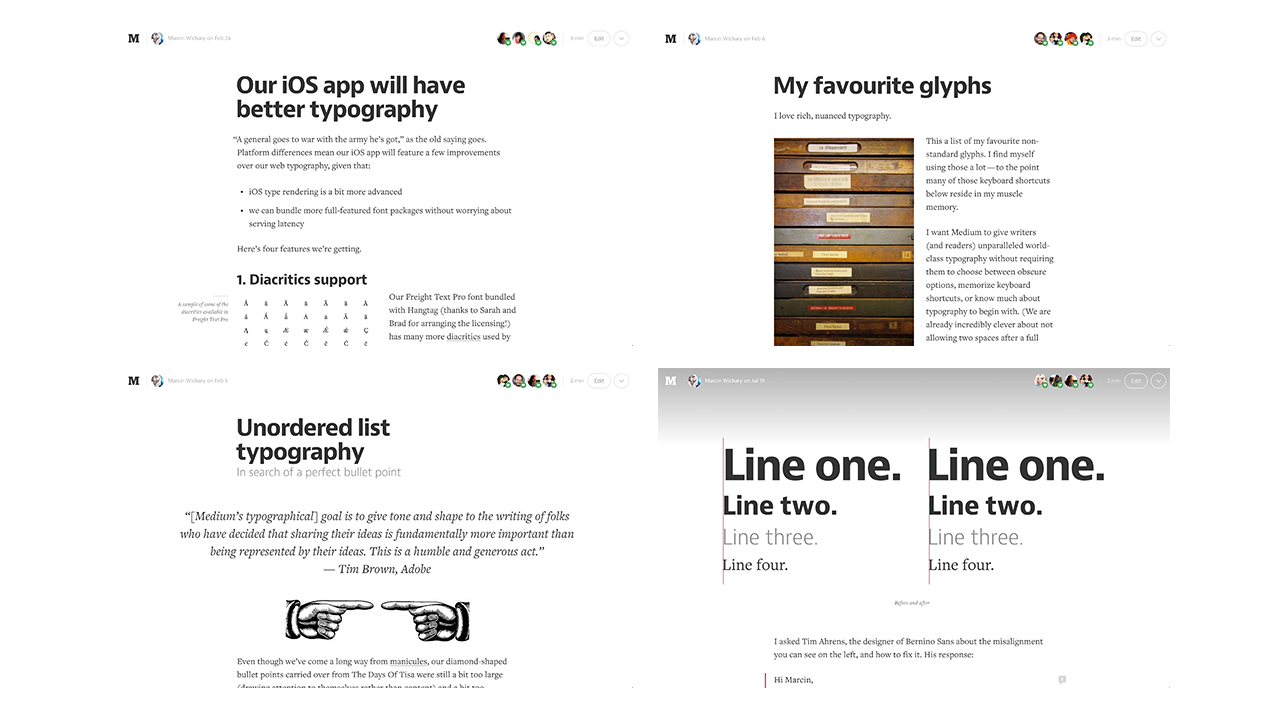 M
Marcin Wichary on Feb 24
3 min
Edit
Our iOS app will have
better typography
“A general goes to war with the army he’s got,” as the old saying goes.
Platform differences mean our iOS app will feature a few improvements
over our web typography, given that:
• iOS type rendering is a bit more advanced
• we can bundle more full-featured font packages without worrying about
serving latency
Here’s four features we’re getting.
1. Diacritics support
A sample of some of the
diacritics available in
Freight Text Pro
Our Freight Text Pro font bundled
with Hangtag (thanks to Sarah and
Brad for arranging the licensing!)
has many more diacritics used by
M
Marcin Wichary on Feb 6
3 min
Edit
My favourite glyphs
I love rich, nuanced typography.
This a list of my favourite non-
standard glyphs. I find myself
using those a lot — to the point
many of those keyboard shortcuts
below reside in my muscle
memory.
I want Medium to give writers
(and readers) unparalleled world-
class typography without requiring
them to choose between obscure
options, memorize keyboard
shortcuts, or know much about
typography to begin with. (We are
already incredibly clever about not
allowing two spaces after a full
M
Marcin Wichary on Feb 5
2 min
Edit
Unordered list
typography
In search of a perfect bullet point
“[Medium’s typographical] goal is to give tone and shape to the writing of folks
who have decided that sharing their ideas is fundamentally more important than
being represented by their ideas. This is a humble and generous act.”
— Tim Brown, Adobe
Even though we’ve come a long way from manicules, our diamond-shaped
bullet points carried over from The Days Of Tisa were still a bit too large
(drawing attention to themselves rather than content) and a bit too
M
Marcin Wichary on Jul 19
2 min
Edit
Line one. Line one.
Line two. Line two.
Line three. Line three.
Line four. Line four.
Before and after
I asked Tim Ahrens, the designer of Bernino Sans about the misalignment
you can see on the left, and how to fix it. His response:
Hi Marcin,